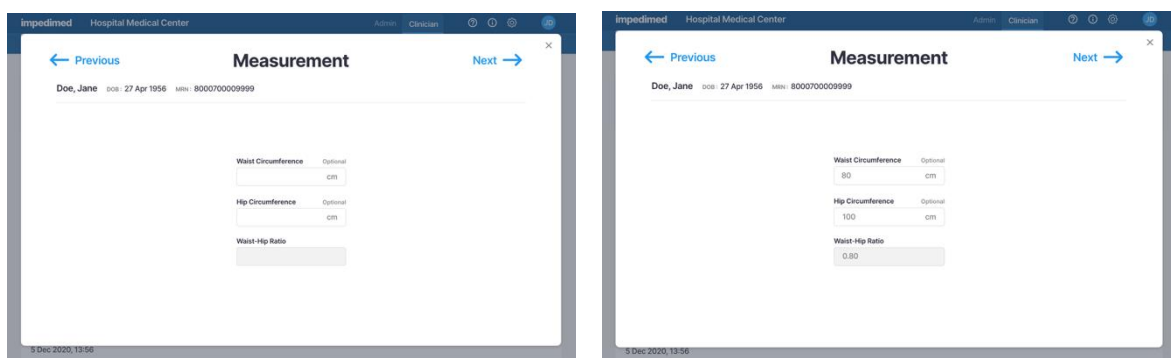 impedimed Hospital Medical Center Admin Clinician JD
Previous Measurement Next
Doe, Jane DOB: 27 Apr 1956 MRN: 8000700009999
Waist Circumference Optional
cm
Hip Circumference Optional
cm
Waist-Hip Ratio
5 Dec 2020, 13:56
impedimed Hospital Medical Center Admin Clinician JD
Previous Measurement Next
Doe, Jane DOB: 27 Apr 1956 MRN: 8000700009999
Waist Circumference Optional
80 cm
Hip Circumference Optional
100 cm
Waist-Hip Ratio
0.80
5 Dec 2020, 13:56